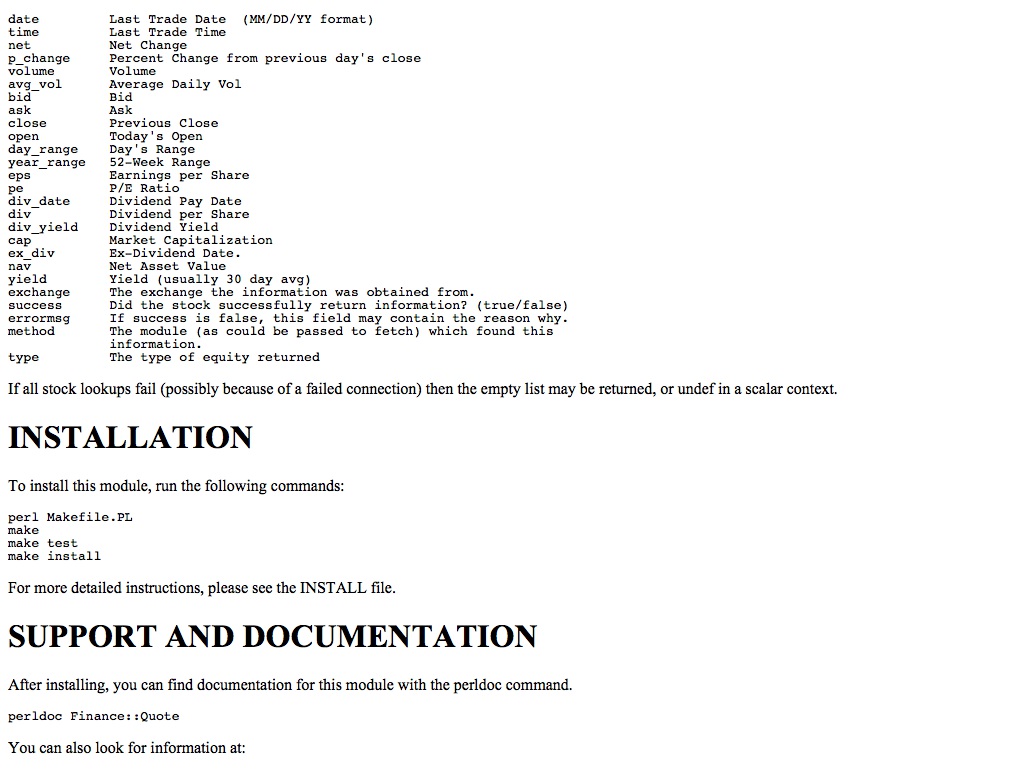 date         Last Trade Date  (MM/DD/YY format)
time         Last Trade Time
net          Net Change
p_change     Percent Change from previous day's close
volume       Volume
avg_vol      Average Daily Vol
bid          Bid
ask          Ask
close        Previous Close
open         Today's Open
day_range    Day's Range
year_range   52-Week Range
eps          Earnings per Share
pe           P/E Ratio
div_date     Dividend Pay Date
div          Dividend per Share
div_yield    Dividend Yield
cap          Market Capitalization
ex_div       Ex-Dividend Date.
nav          Net Asset Value
yield        Yield (usually 30 day avg)
exchange     The exchange the information was obtained from.
success      Did the stock successfully return information? (true/false)
errormsg     If success is false, this field may contain the reason why.
method       The module (as could be passed to fetch) which found this
             information.
type         The type of equity returned
If all stock lookups fail (possibly because of a failed connection) then the empty list may be returned, or undef in a scalar context.
INSTALLATION
To install this module, run the following commands:
perl Makefile.PL
make
make test
make install
For more detailed instructions, please see the INSTALL file.
SUPPORT AND DOCUMENTATION
After installing, you can find documentation for this module with the perldoc command.
perldoc Finance::Quote
You can also look for information at: